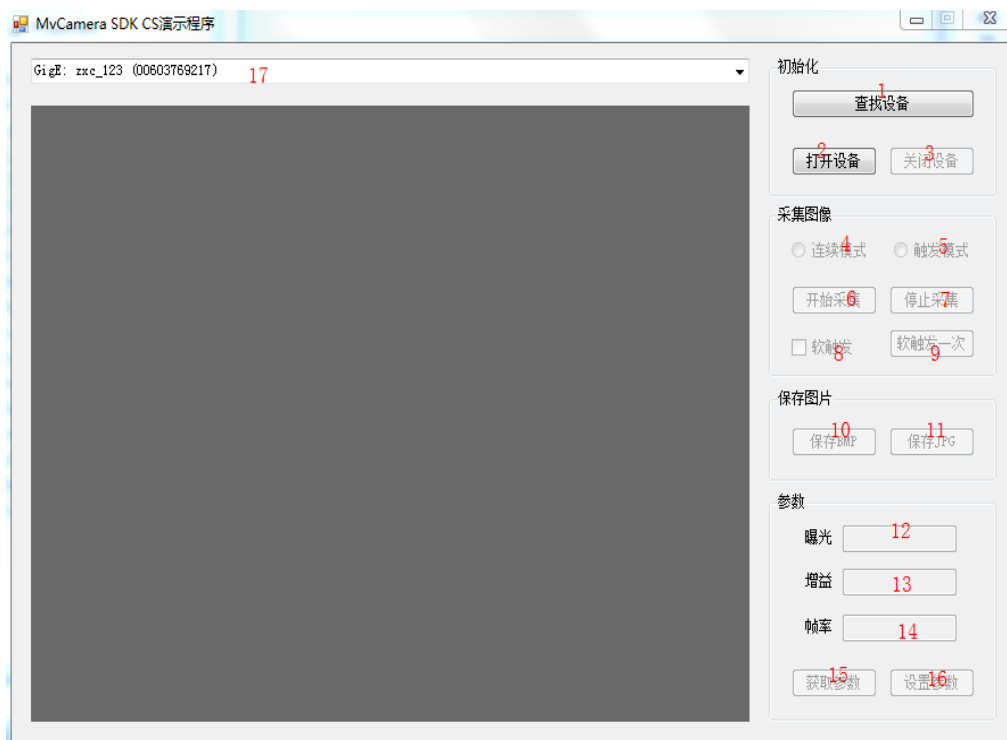 MvCamera SDK CS演示程序
GigE: zxc_123 (00603769217) 17
初始化
1
查找设备
2 3
打开设备 关闭设备
采集图像
4 5
连续模式 触发模式
开始采集 6 停止采集 7
软触发 8 软触发一次 9
保存图片
10 11
保存BMP 保存JPG
参数
曝光 12
增益 13
帧率 14
15 16
获取参数 设置参数